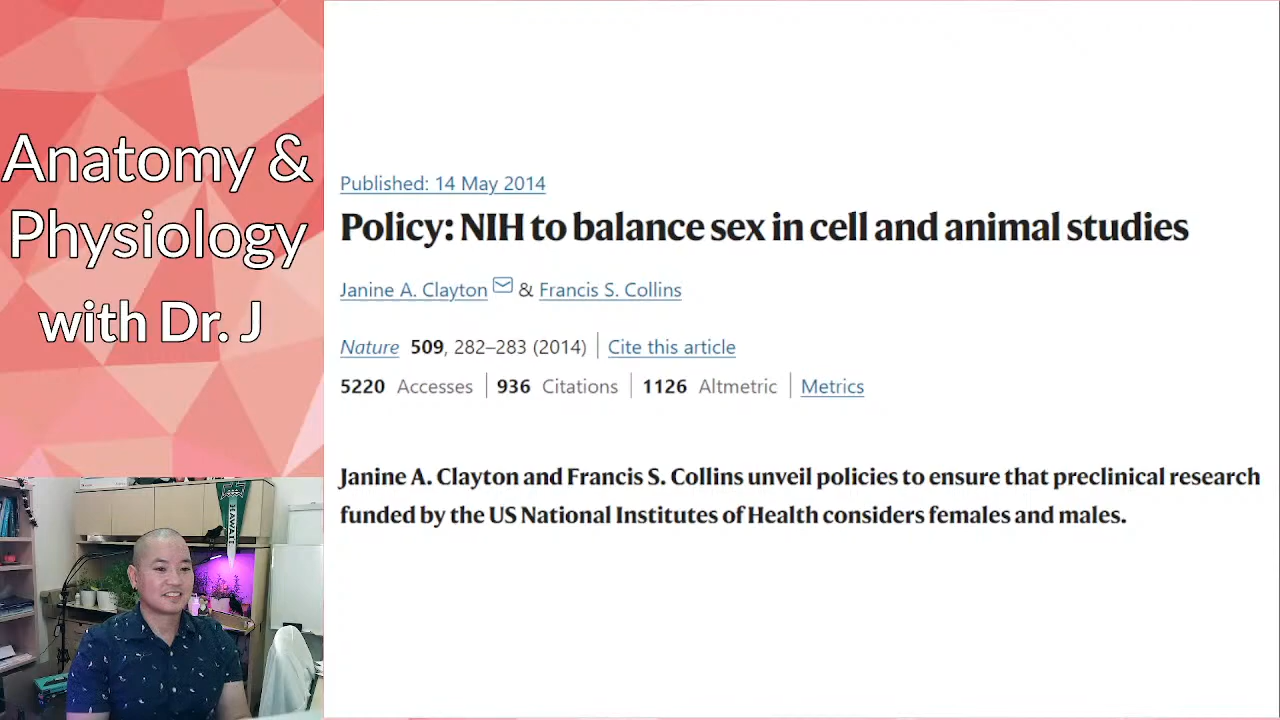 Anatomy &
Physiology
with Dr. J
Published: 14 May 2014
Policy: NIH to balance sex in cell and animal studies
Janine A. Clayton & Francis S. Collins
Nature 509, 282–283 (2014) Cite this article
5220 Accesses 936 Citations 1126 Altmetric Metrics
Janine A. Clayton and Francis S. Collins unveil policies to ensure that preclinical research
funded by the US National Institutes of Health considers females and males.
HAWAII